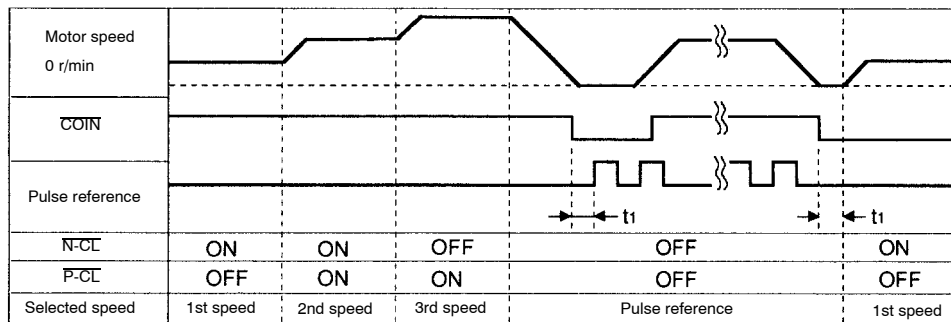 Motor speed
0 r/min
COIN
Pulse reference
t1 t1
N-CL ON ON OFF OFF ON
P-CL OFF ON ON OFF OFF
Selected speed 1st speed 2nd speed 3rd speed Pulse reference 1st speed